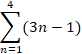 4
∑(3n − 1)
n=1